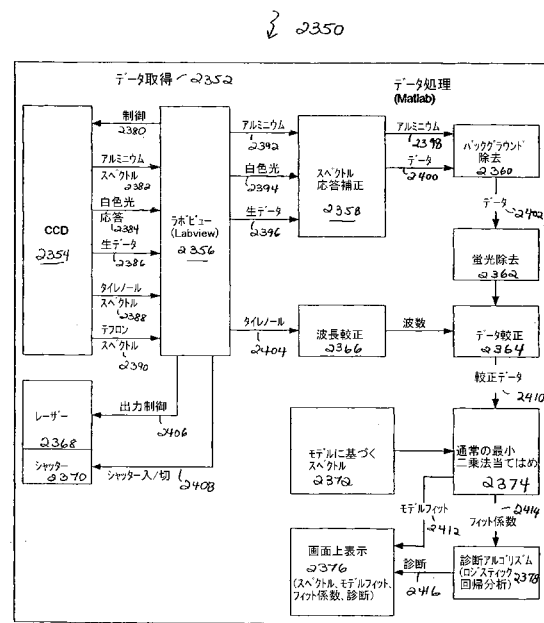 2350
データ取得 2352
データ処理
(Matlab)
CCD
2354
制御
2380
アルミニウム
スペクトル
2382
白色光
応答
2384
生データ
2386
タイレノール
スペクトル
2388
テフロン
スペクトル
2390
ラボビュー
(Labview)
2356
アルミニウム
2392
白色光
2394
生データ
2396
スペクトル
応答補正
2358
アルミニウム
2398
データ
2400
バックグラウンド
除去
2360
データ
2402
蛍光除去
2362
タイレノール
2404
波長較正
2366
波数
データ較正
2364
較正データ
2410
レーザー
2368
シャッター
2370
出力制御
2406
シャッター入/切
2408
モデルに基づく
スペクトル
2372
通常の最小
二乗法当てはめ
2374
モデルフィット
2412
2414
フィット係数
画面上表示
2376
(スペクトル、モデルフィット、
フィット係数、診断)
診断
2416
診断アルゴリズム
(ロジスティック 2378
回帰分析)